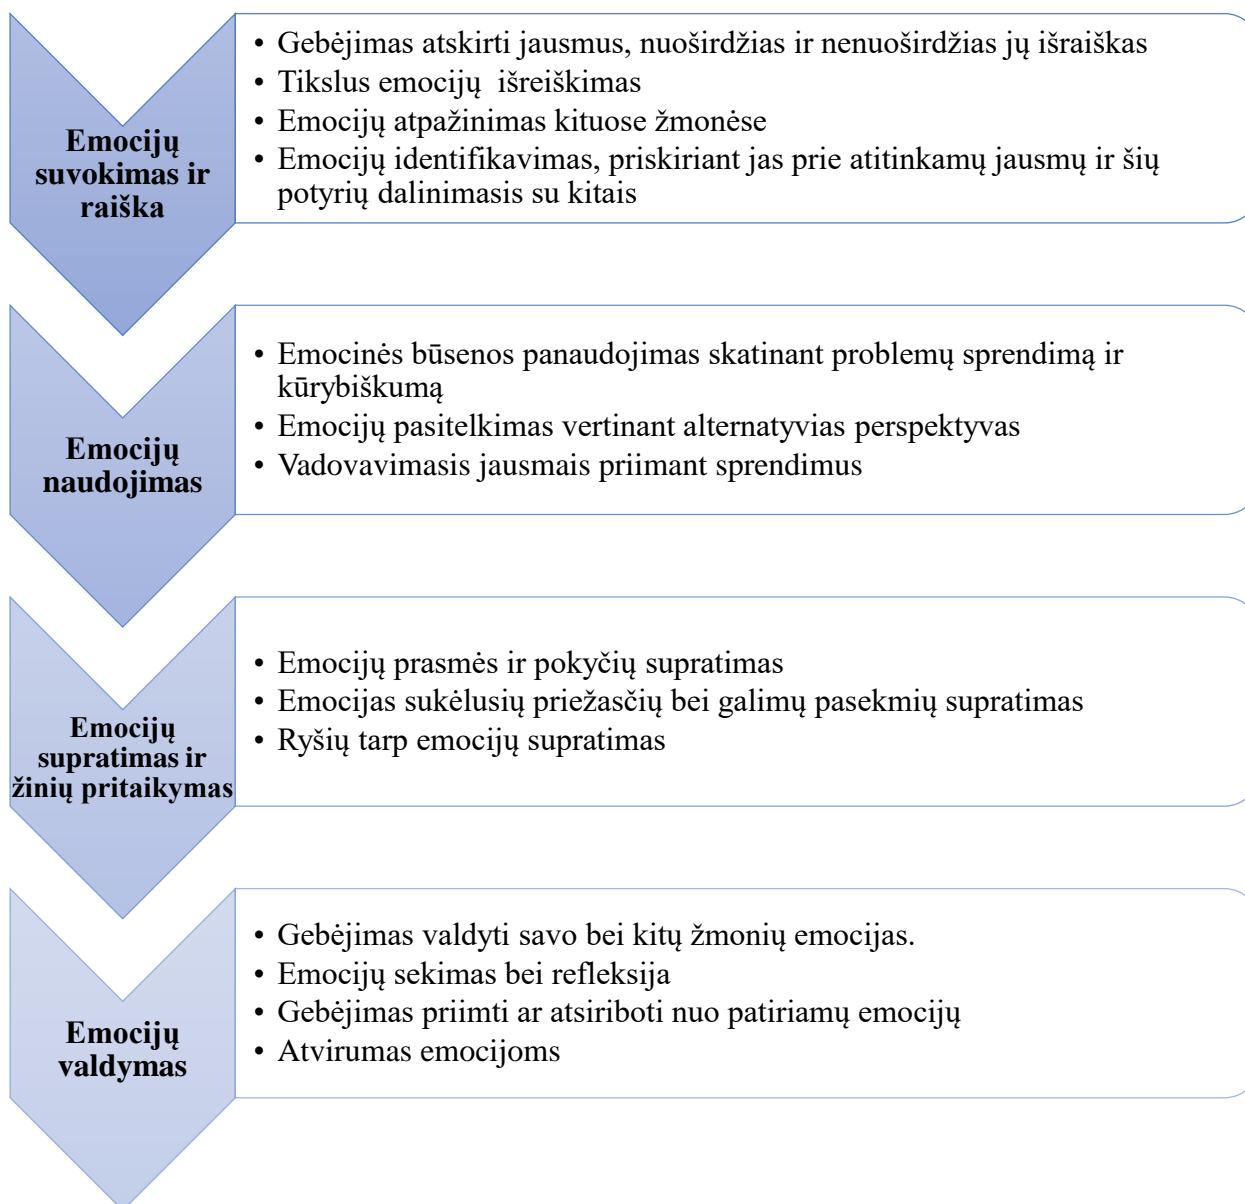 Emocijų
suvokimas ir
raiška
• Gebėjimas atskirti jausmus, nuoširdžias ir nenuoširdžias jų išraiškas
• Tikslus emocijų  išreiškimas
• Emocijų atpažinimas kituose žmonėse
• Emocijų identifikavimas, priskiriant jas prie atitinkamų jausmų ir šių
potyrių dalinimasis su kitais
Emocijų
naudojimas
• Emocinės būsenos panaudojimas skatinant problemų sprendimą ir
kūrybiškumą
• Emocijų pasitelkimas vertinant alternatyvias perspektyvas
• Vadovavimasis jausmais priimant sprendimus
Emocijų
supratimas ir
žinių pritaikymas
• Emocijų prasmės ir pokyčių supratimas
• Emocijas sukėlusių priežasčių bei galimų pasekmių supratimas
• Ryšių tarp emocijų supratimas
Emocijų
valdymas
• Gebėjimas valdyti savo bei kitų žmonių emocijas.
• Emocijų sekimas bei refleksija
• Gebėjimas priimti ar atsiriboti nuo patiriamų emocijų
• Atvirumas emocijoms